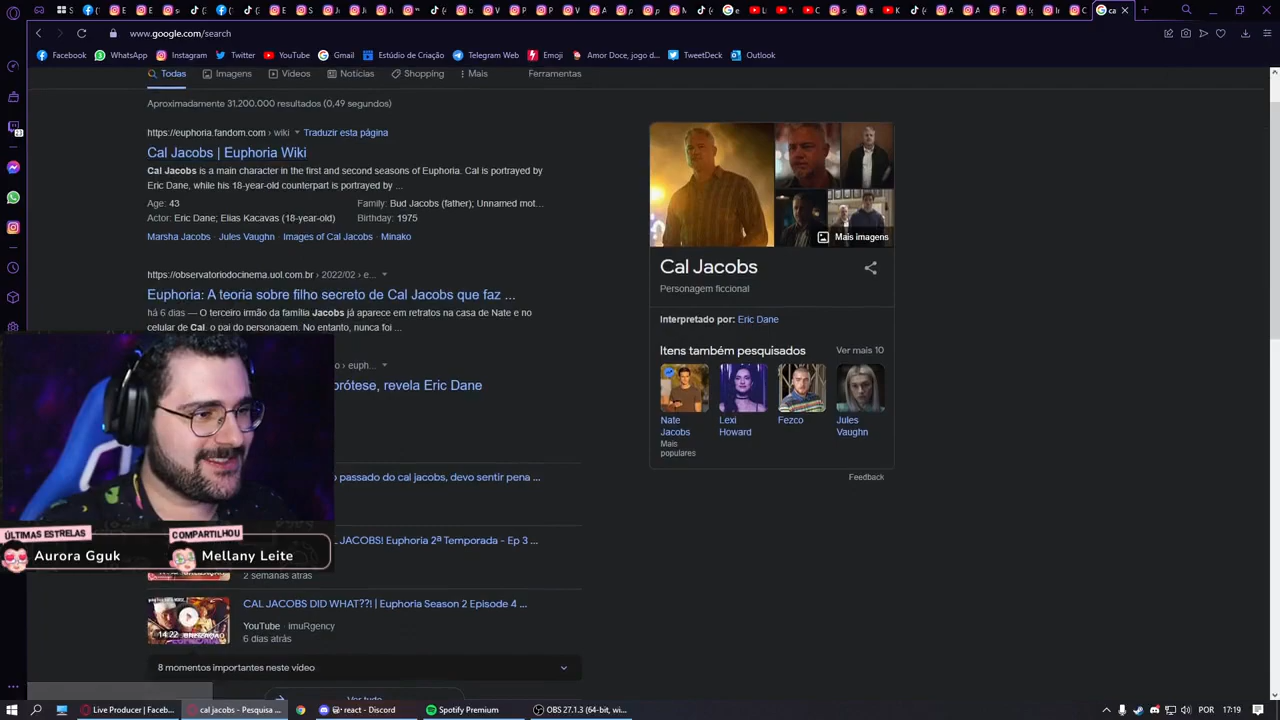 www.google.com/search
Facebook
WhatsApp
Instagram
Twitter
YouTube
Gmail
Estúdio de Criação
Telegram Web
Emoji
Amor Doce, jogo d...
TweetDeck
Outlook
Todas
Imagens
Vídeos
Notícias
Shopping
Mais
Ferramentas
Aproximadamente 31.200.000 resultados (0,49 segundos)
https://euphoria.fandom.com › wiki
Traduzir esta página
Cal Jacobs | Euphoria Wiki
Cal Jacobs is a main character in the first and second seasons of Euphoria. Cal is portrayed by
Eric Dane, while his 18-year-old counterpart is portrayed by ...
Age: 43
Family: Bud Jacobs (father); Unnamed mot...
Actor: Eric Dane; Elias Kacavas (18-year-old)
Birthday: 1975
Marsha Jacobs · Jules Vaughn · Images of Cal Jacobs · Minako
https://observatoriodocinema.uol.com.br › 2022/02 › e...
Euphoria: A teoria sobre filho secreto de Cal Jacobs que faz ...
há 6 dias — O terceiro irmão da família Jacobs já aparece em retratos na casa de Nate e no
celular de Cal, o pai do personagem. No entanto, nunca foi ...
o › euph...
prótese, revela Eric Dane
passado do cal jacobs, devo sentir pena ...
JACOBS! Euphoria 2ª Temporada - Ep 3 ...
2 semanas atrás
CAL JACOBS DID WHAT??! | Euphoria Season 2 Episode 4 ...
YouTube · imuRgency
6 dias atrás
14:22
8 momentos importantes neste vídeo
Ver tudo
Mais imagens
Cal Jacobs
Personagem ficcional
Interpretado por: Eric Dane
Itens também pesquisados
Ver mais 10
Nate
Jacobs
Mais
populares
Lexi
Howard
Fezco
Jules
Vaughn
Feedback
ÚLTIMAS ESTRELAS
COMPARTILHOU
Aurora Gguk
Mellany Leite
Live Producer | Faceb...
cal jacobs - Pesquisa ...
react - Discord
Spotify Premium
OBS 27.1.3 (64-bit, wi...
POR
17:19